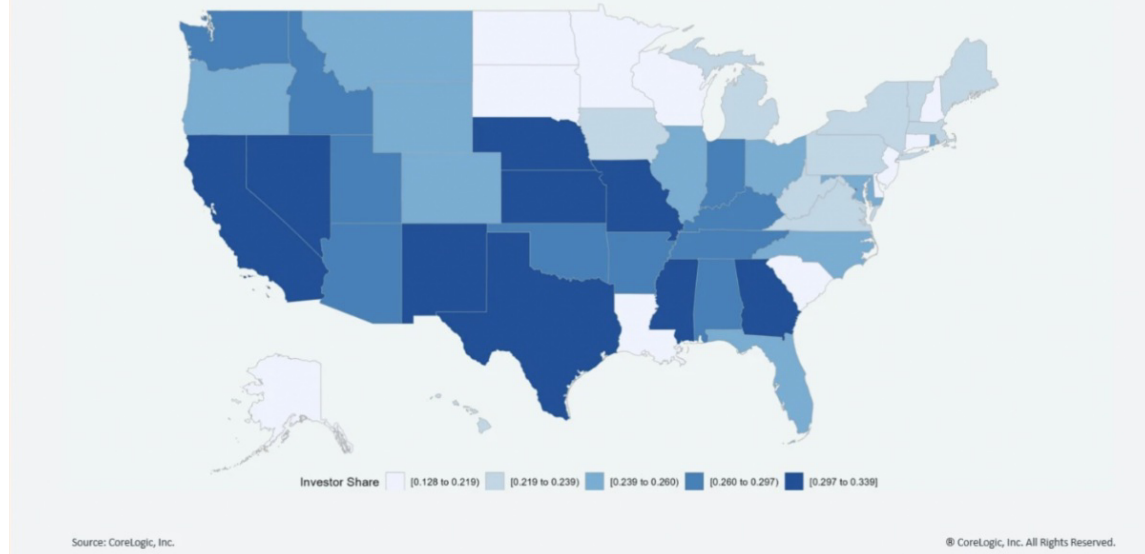 Investor Share [0.128 to 0.219) [0.219 to 0.239) [0.239 to 0.260) [0.260 to 0.297) [0.297 to 0.339]
Source: CoreLogic, Inc.
® CoreLogic, Inc. All Rights Reserved.